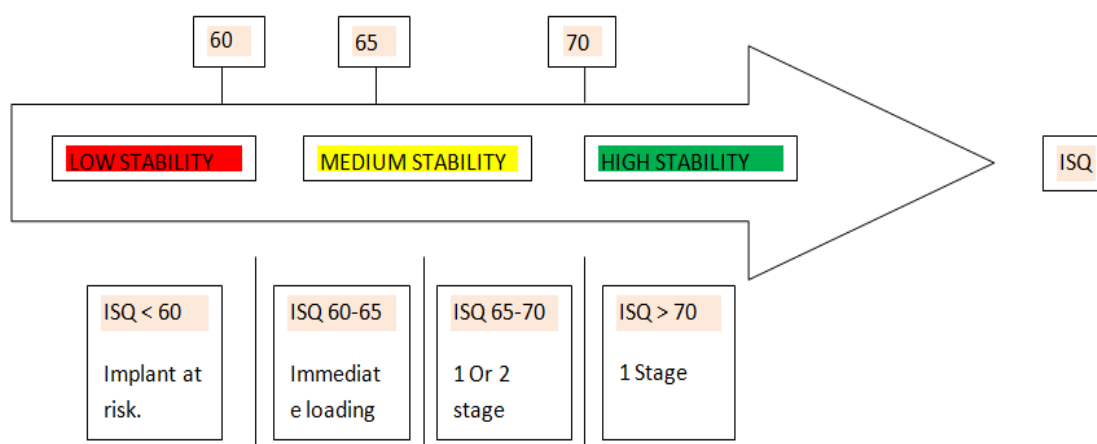 60
65
70
LOW STABILITY
MEDIUM STABILITY
HIGH STABILITY
ISQ
ISQ < 60
Implant at
risk.
ISQ 60-65
Immediat
e loading
ISQ 65-70
1 Or 2
stage
ISQ > 70
1 Stage